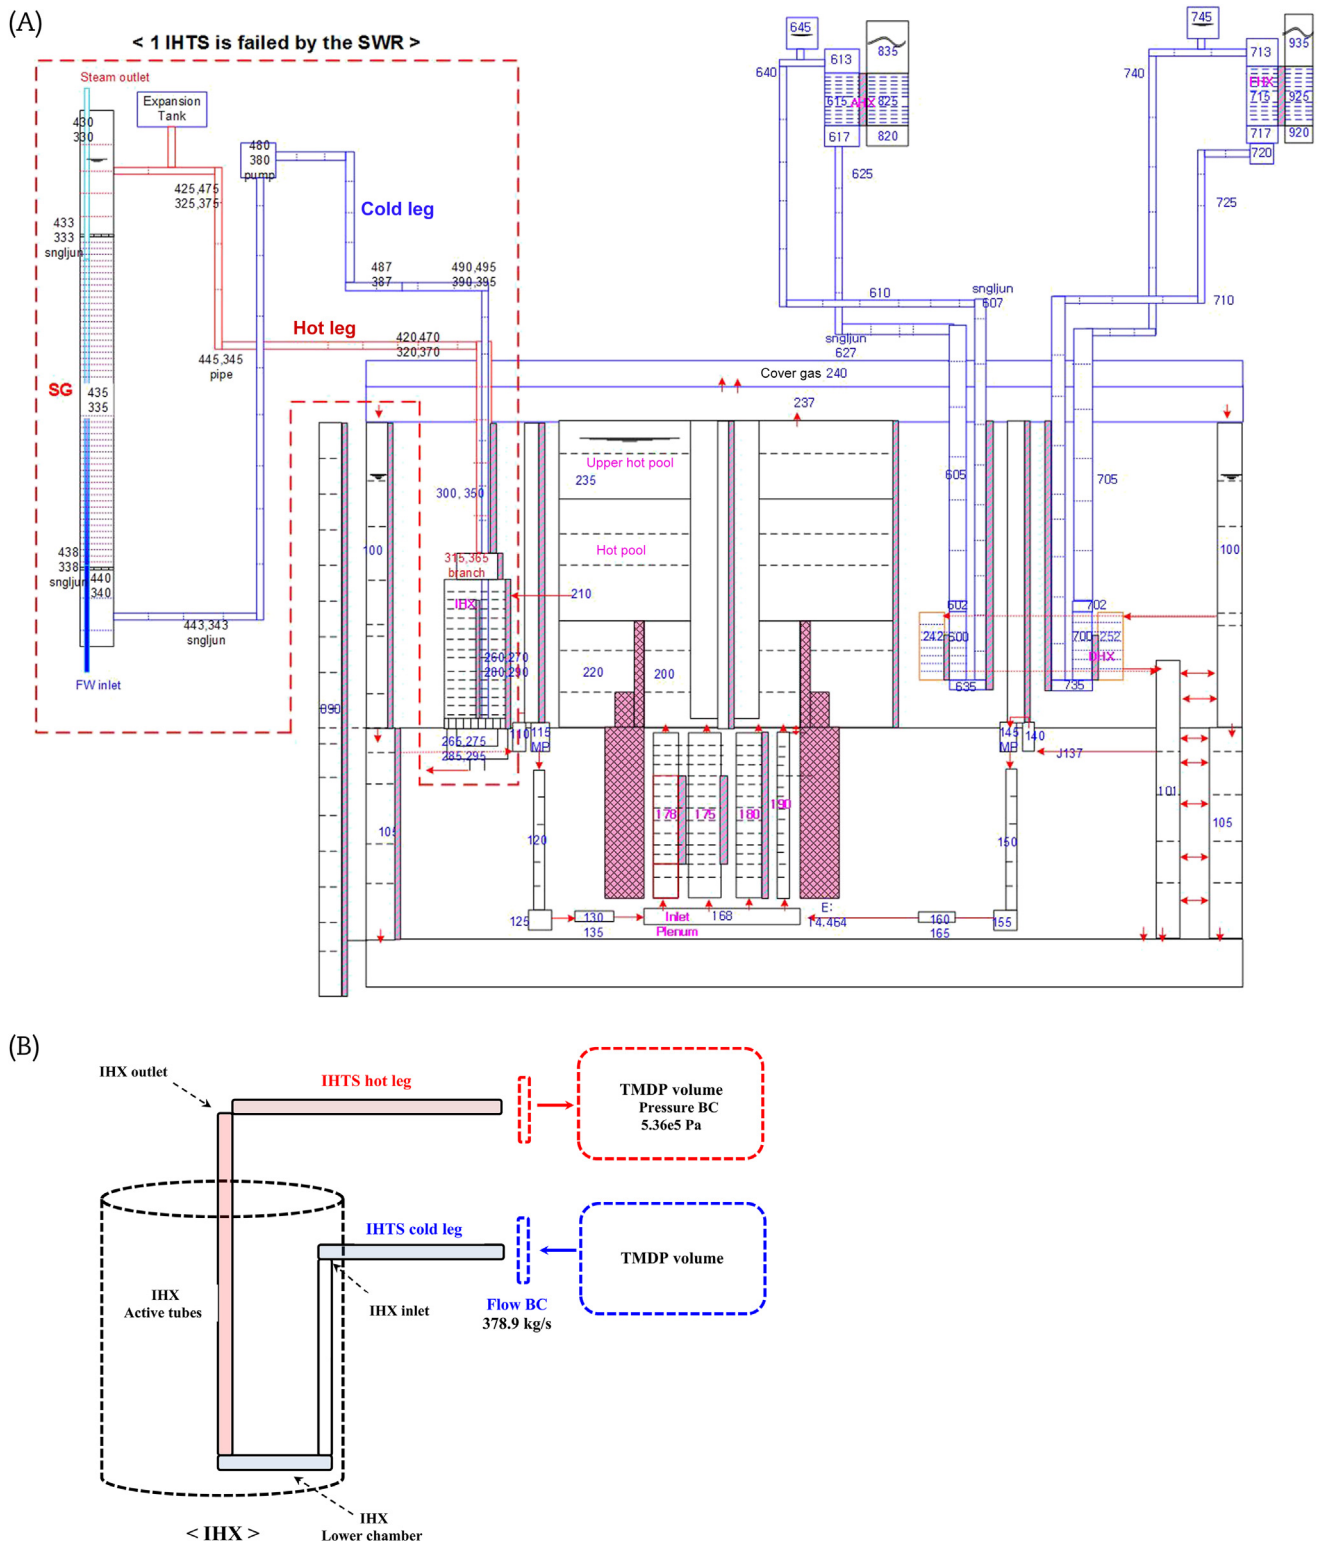 (A)
< 1 IHTS is failed by the SWR >
Steam outlet
Expansion
Tank
430
330
480
380
pump
425,475
325,375
Cold leg
433
333
sngljun
487
387
490,495
390,395
Hot leg
420,470
320,370
445,345
pipe
SG
435
335
300, 350
438
338
sngljun
440
340
315,365
branch
IHX
443,343
sngljun
260,270
280,290
FW inlet
265,275
285,295
645
640
613
835
615
AHX
825
617
820
625
610
sngljun
607
sngljun
627
745
740
713
935
EHX
715
925
717
920
720
725
710
Cover gas 240
237
Upper hot pool
235
Hot pool
605
705
100
100
210
602
702
242
600
700
252
DHX
220
200
635
735
890
110
115
MP
145
MP
140
J137
178
175
180
190
101
105
105
120
150
E:
14.464
125
130
135
Inlet
Plenum
168
160
165
155
(B)
IHX outlet
IHTS hot leg
TMDP volume
Pressure BC
5.36e5 Pa
IHTS cold leg
TMDP volume
IHX
Active tubes
IHX inlet
Flow BC
378.9 kg/s
IHX
Lower chamber
< IHX >